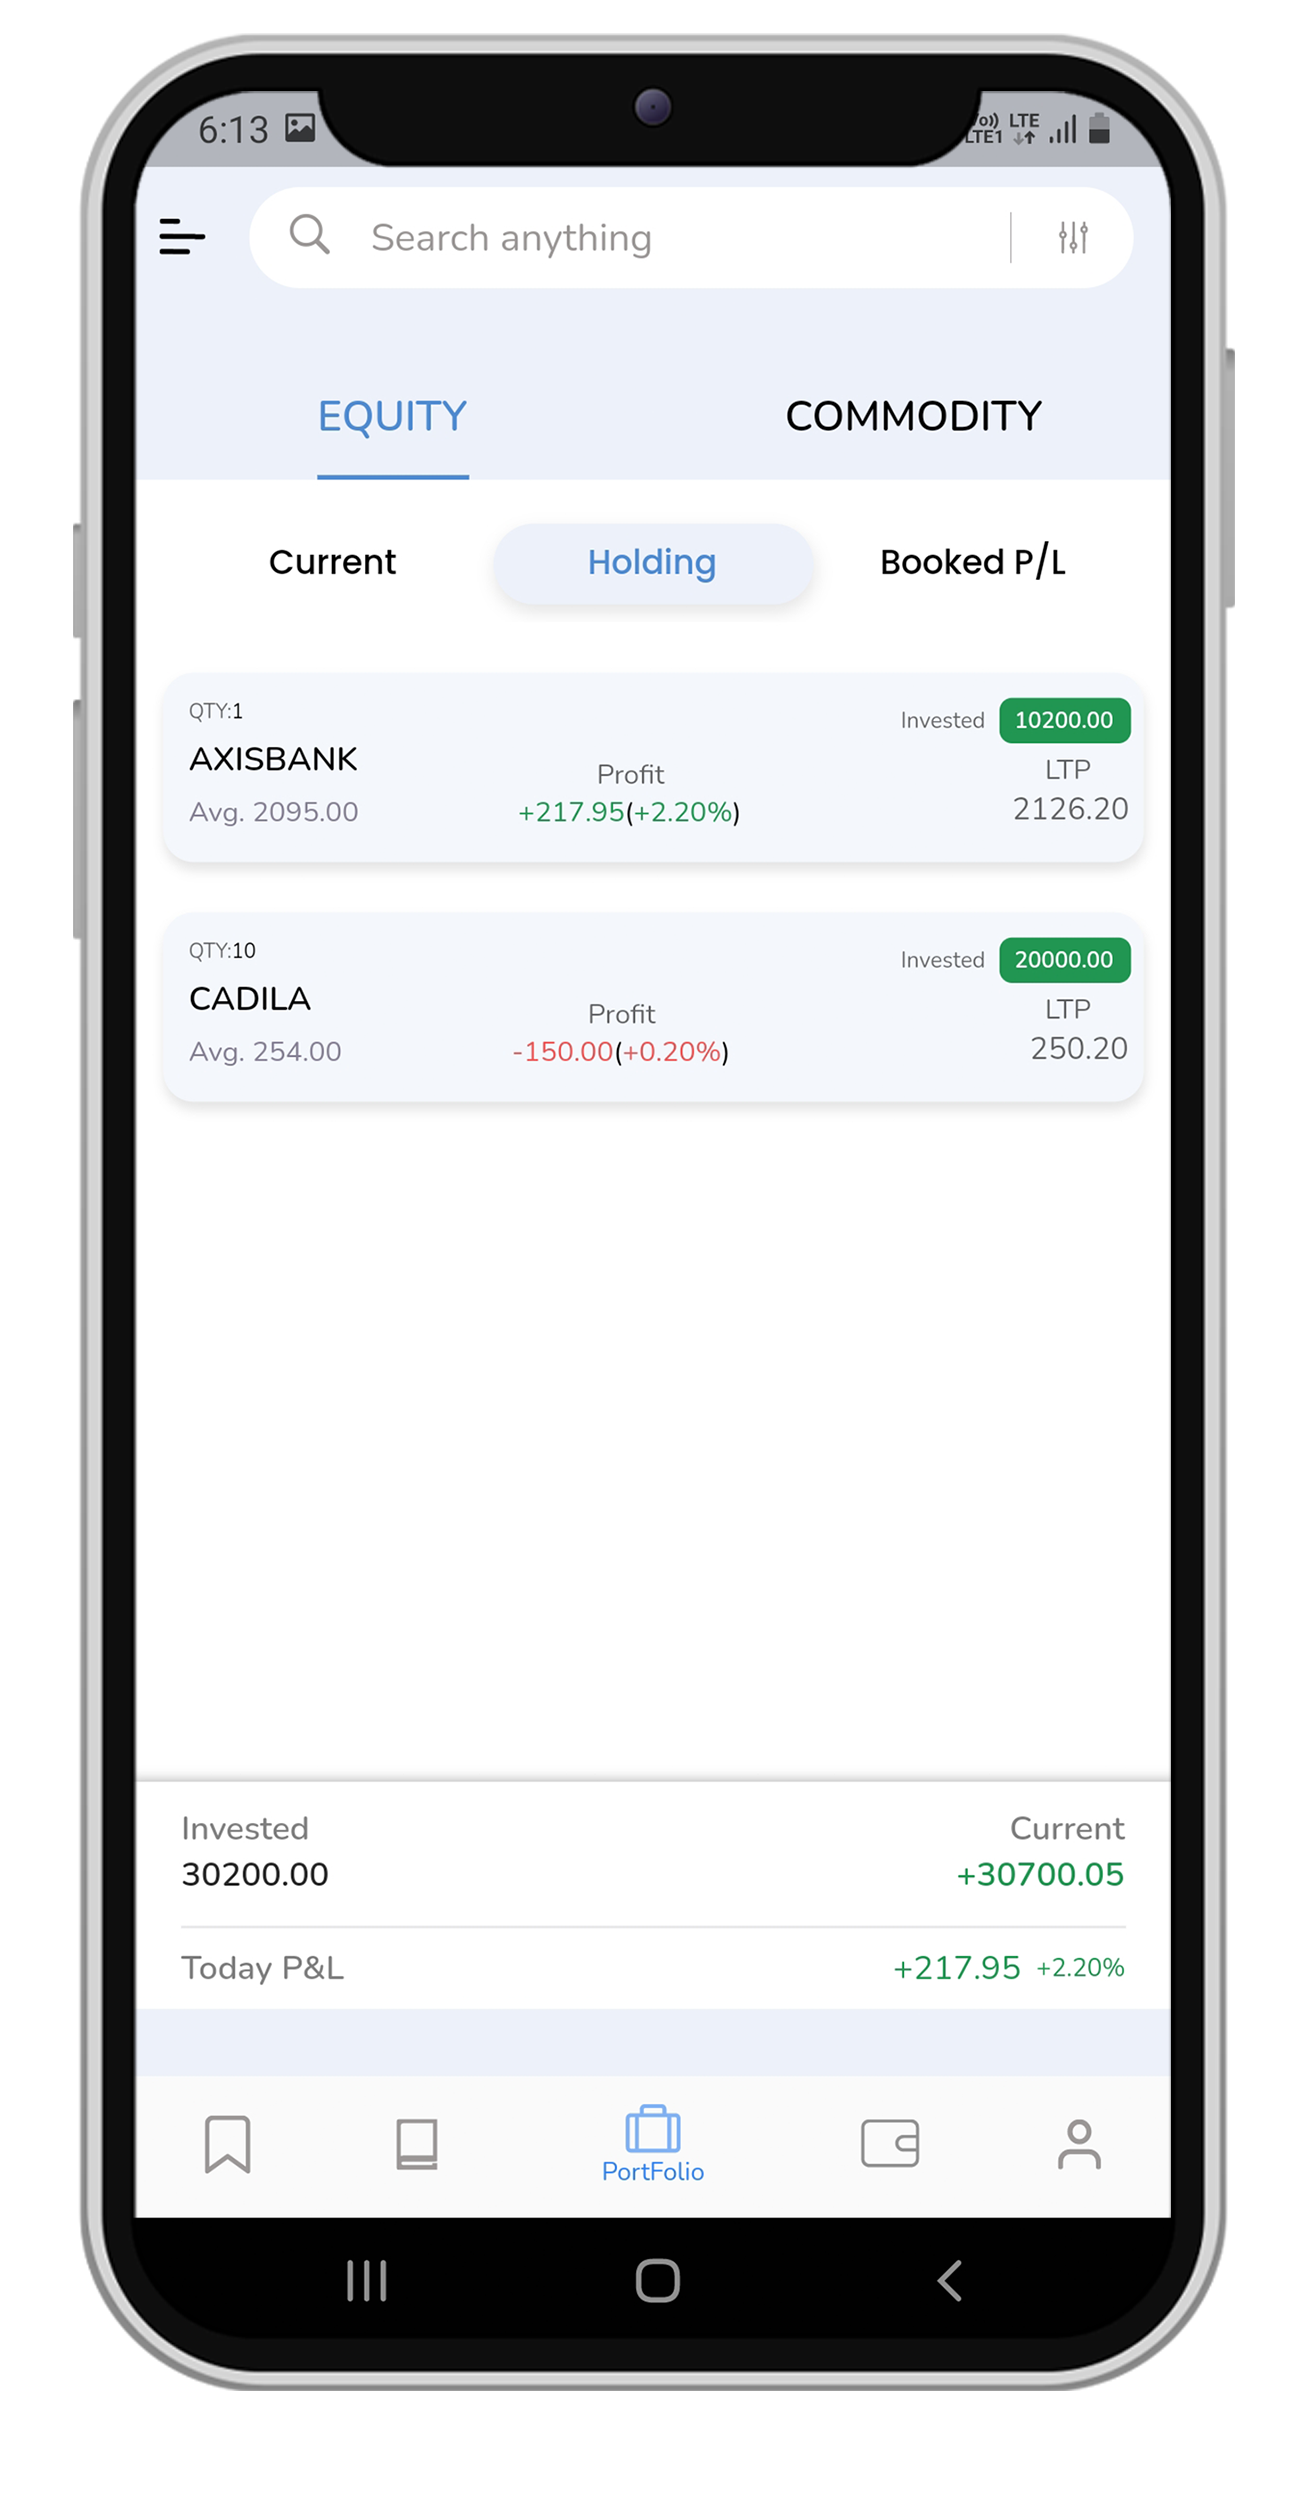 6:13
LTE
LTE1
Search anything
EQUITY COMMODITY
Current Holding Booked P/L
QTY:1
Invested 10200.00
AXISBANK
Profit
LTP
Avg. 2095.00 +217.95(+2.20%) 2126.20
QTY:10
Invested 20000.00
CADILA
Profit
LTP
Avg. 254.00 -150.00(+0.20%) 250.20
Invested Current
30200.00 +30700.05
Today P&L +217.95 +2.20%
PortFolio